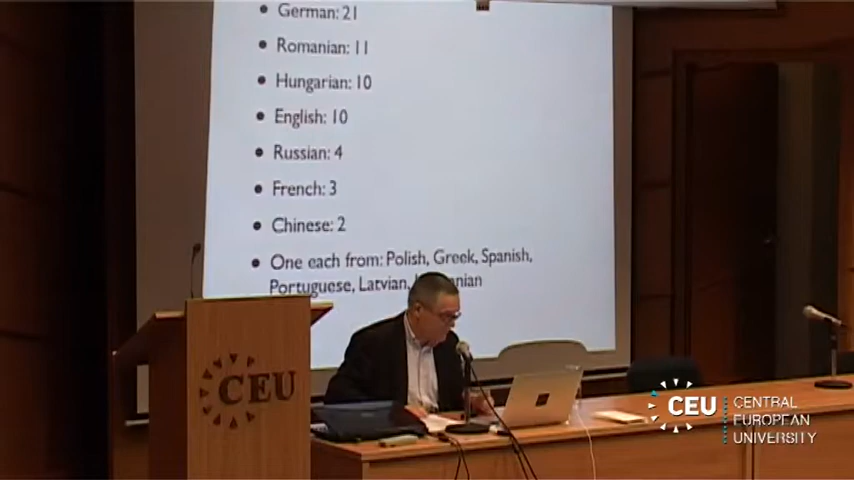 German: 21
Romanian: 11
Hungarian: 10
English: 10
Russian: 4
French: 3
Chinese: 2
One each from: Polish, Greek, Spanish,
Portuguese, Latvian,
CEU
CEU
CENTRAL
EUROPEAN
UNIVERSITY